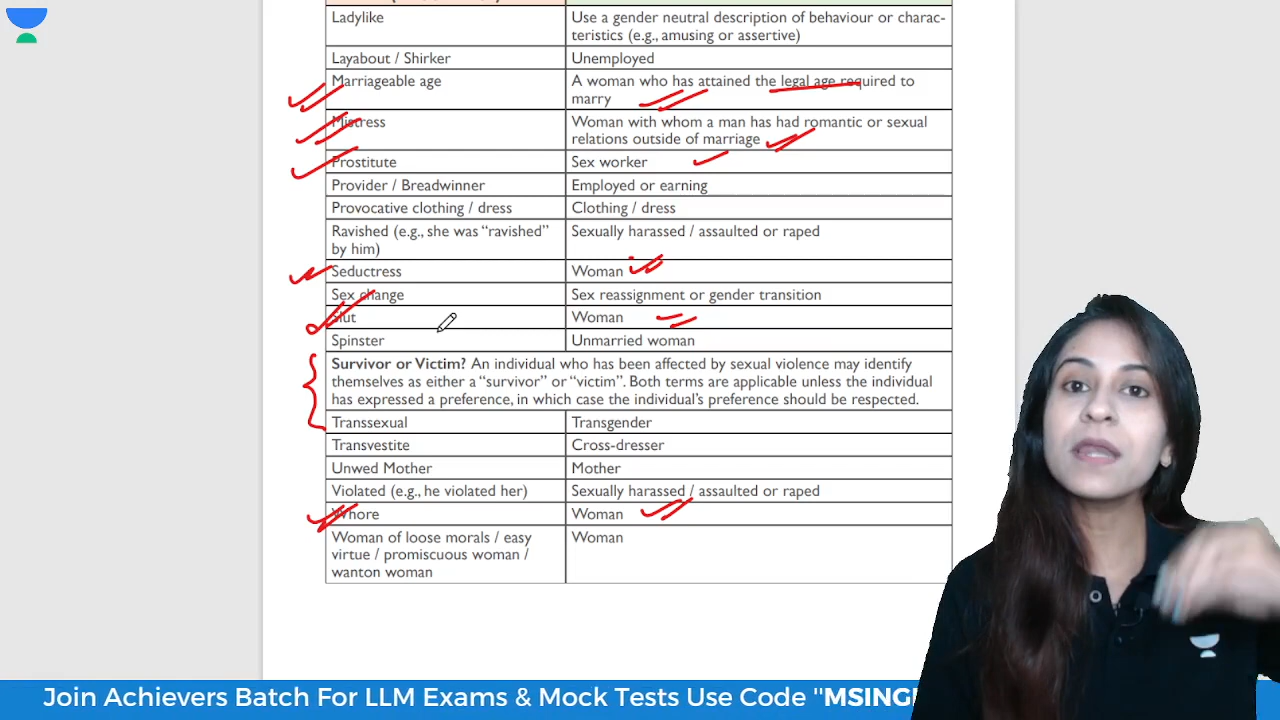 Ladylike
Use a gender neutral description of behaviour or charac-
teristics (e.g., amusing or assertive)
Layabout / Shirker
Unemployed
Marriageable age
A woman who has attained the legal age required to
marry
Mistress
Woman with whom a man has had romantic or sexual
relations outside of marriage
Prostitute
Sex worker
Provider / Breadwinner
Employed or earning
Provocative clothing / dress
Clothing / dress
Ravished (e.g., she was “ravished”
by him)
Sexually harassed / assaulted or raped
Seductress
Woman
Sex change
Sex reassignment or gender transition
Slut
Woman
Spinster
Unmarried woman
Survivor or Victim? An individual who has been affected by sexual violence may identify
themselves as either a “survivor” or “victim”. Both terms are applicable unless the individual
has expressed a preference, in which case the individual’s preference should be respected.
Transsexual
Transgender
Transvestite
Cross-dresser
Unwed Mother
Mother
Violated (e.g., he violated her)
Sexually harassed / assaulted or raped
Whore
Woman
Woman of loose morals / easy
virtue / promiscuous woman /
wanton woman
Woman
Join Achievers Batch For LLM Exams & Mock Tests Use Code "MSING